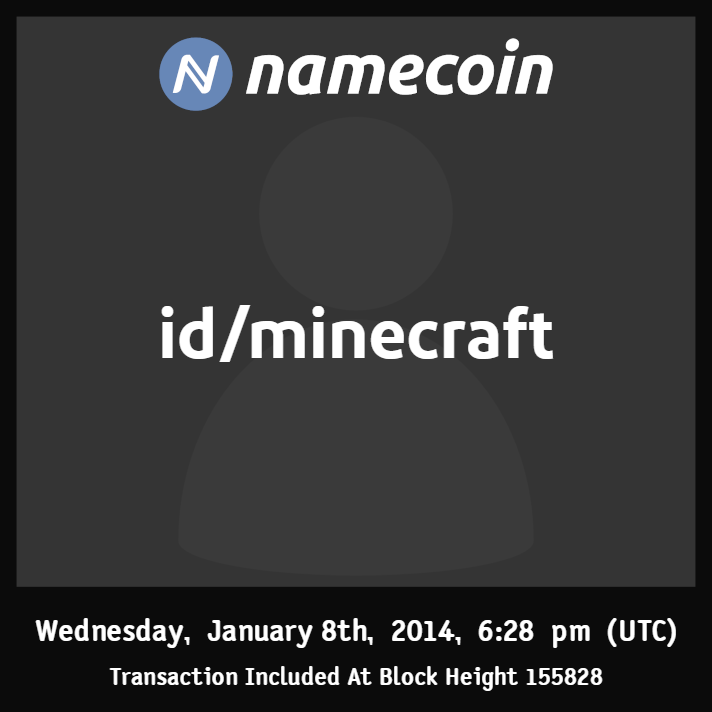 namecoin
id/minecraft
Wednesday, January 8th, 2014, 6:28 pm (UTC)
Transaction Included At Block Height 155828